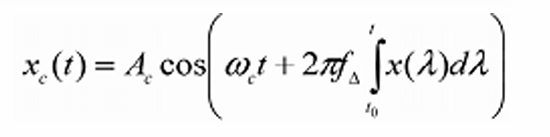 x_c(t) = A_c cos(ω_c t + 2πf_Δ ∫_{t_0}^{t} x(λ)dλ)